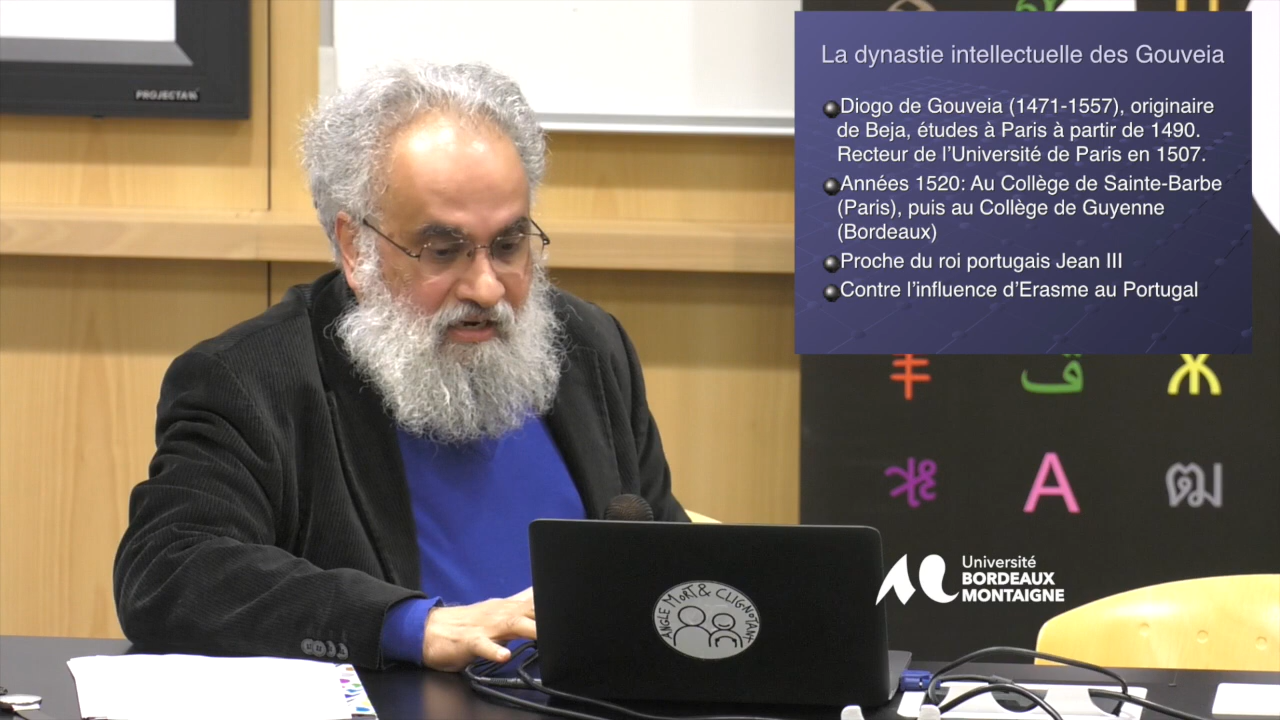 PROJECTA
La dynastie intellectuelle des Gouveia
Diogo de Gouveia (1471-1557), originaire
de Beja, études à Paris à partir de 1490.
Recteur de l'Université de Paris en 1507.
Années 1520: Au Collège de Sainte-Barbe
(Paris), puis au Collège de Guyenne
(Bordeaux)
Proche du roi portugais Jean III
Contre l'influence d'Erasme au Portugal
ڨ Ѫ
A ฒ
ANGLE MORT & CLIGNOTANT
Université
BORDEAUX
MONTAIGNE